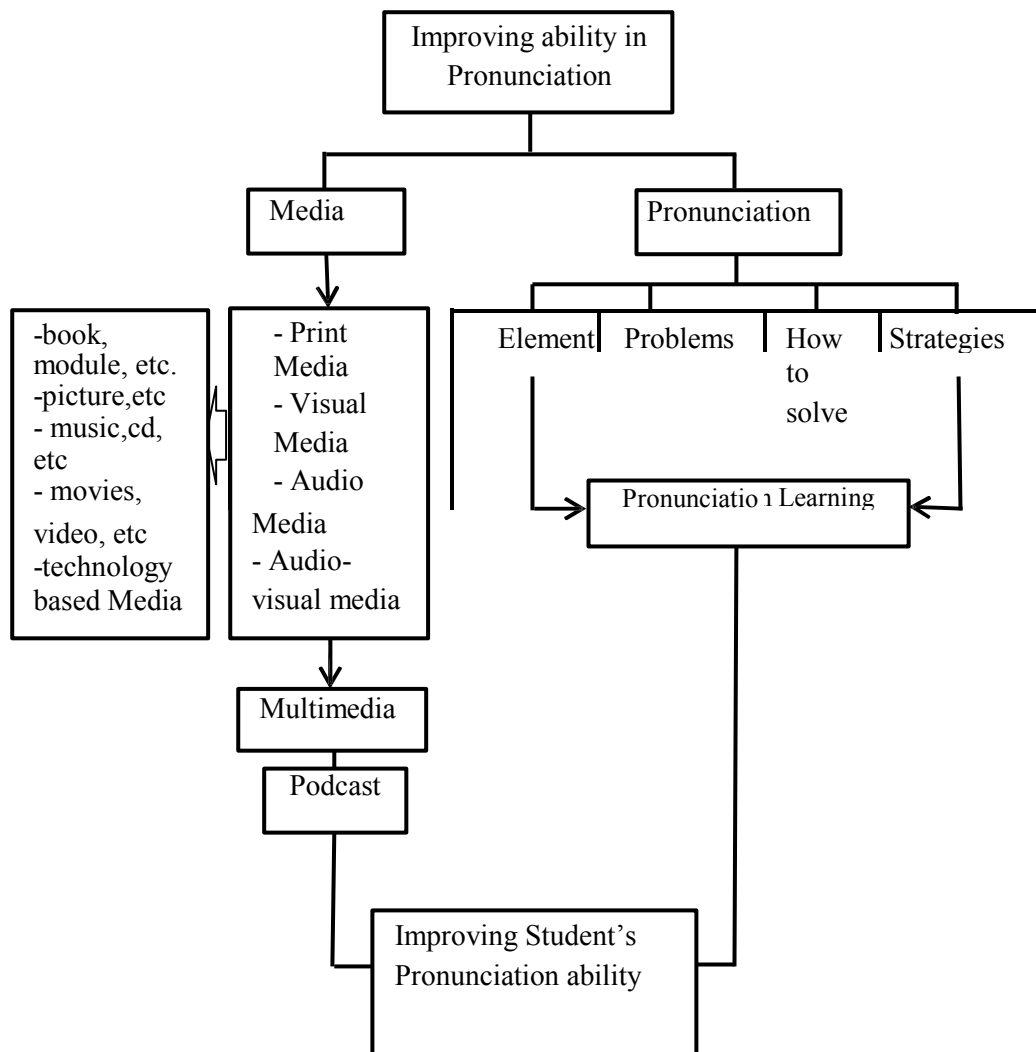 Improving ability in
Pronunciation
Media
Pronunciation
-book,
module, etc.
-picture,etc
- music,cd,
etc
- movies,
video, etc
-technology
based Media
- Print
Media
- Visual
Media
- Audio
Media
- Audio-
visual media
Element
Problems
How
to
solve
Strategies
Pronunciation Learning
Multimedia
Podcast
Improving Student’s
Pronunciation ability